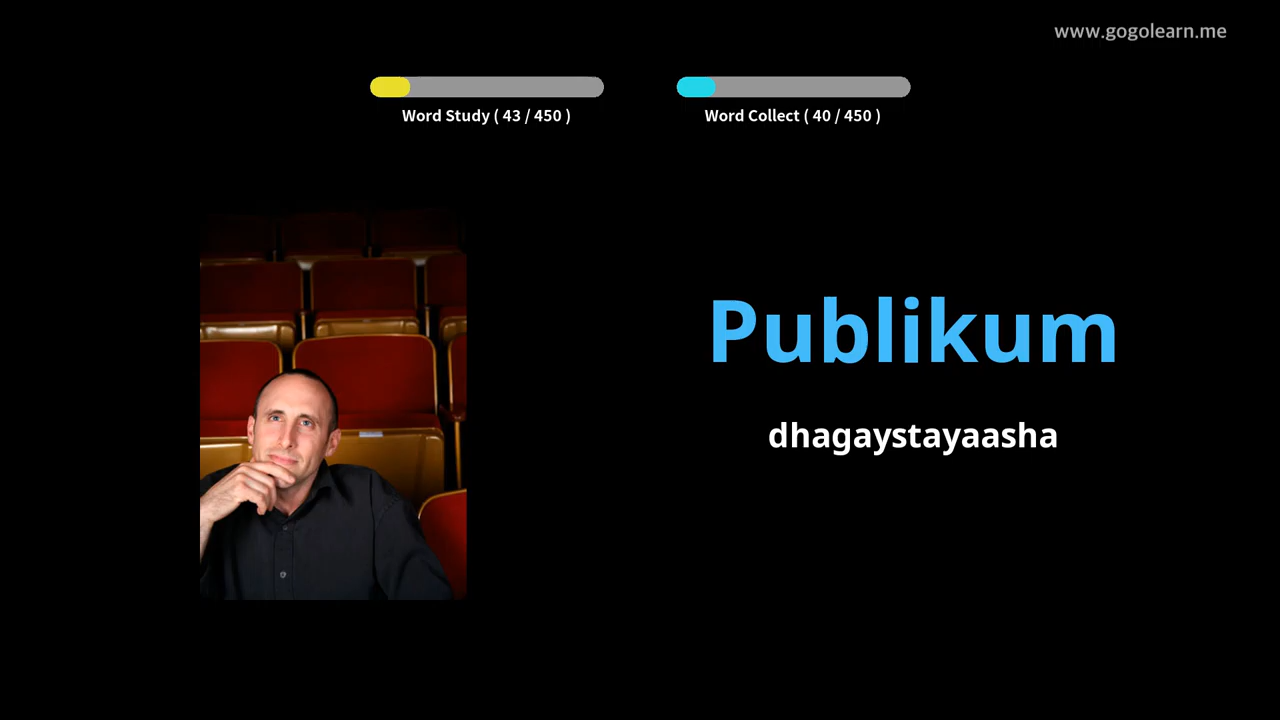 www.gogolearn.me
Word Study ( 43 / 450 )
Word Collect ( 40 / 450 )
Publikum
dhagaystayaasha